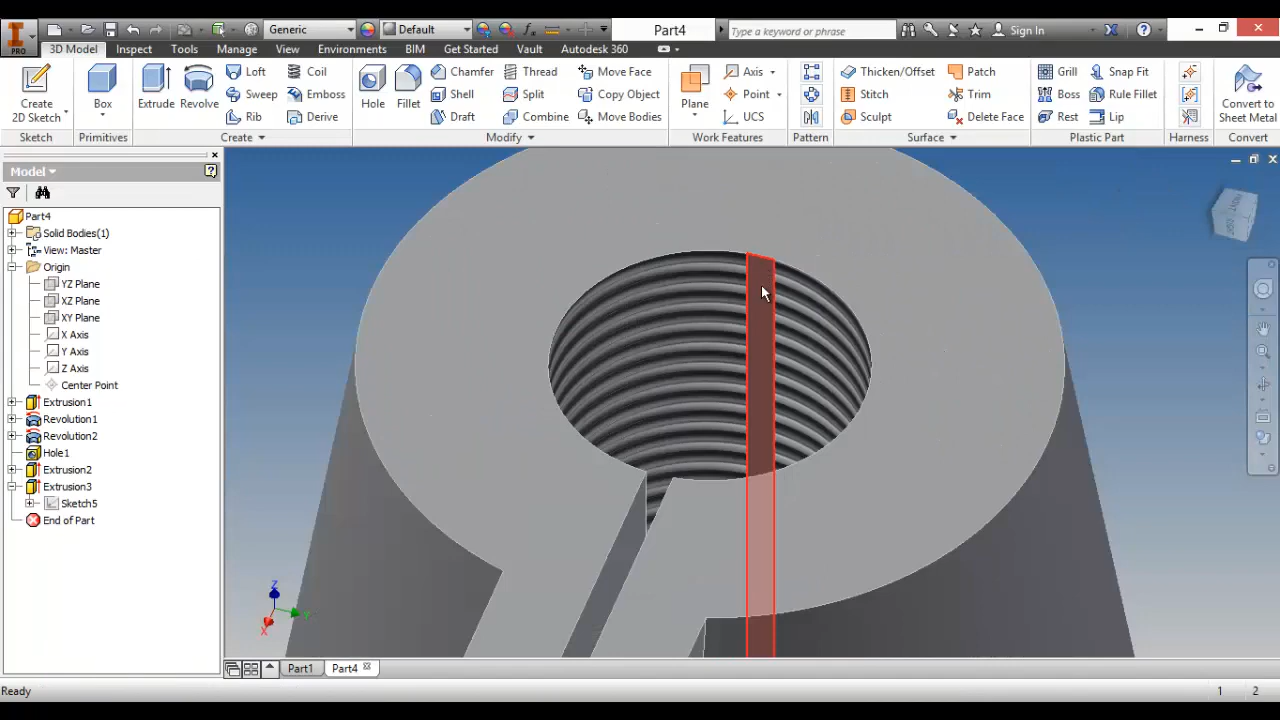 Generic
Default
Part4
Type a keyword or phrase
Sign In
PRO
3D Model
Inspect
Tools
Manage
View
Environments
BIM
Get Started
Vault
Autodesk 360
Create
2D Sketch
Sketch
Box
Primitives
Extrude
Revolve
Loft
Sweep
Rib
Coil
Emboss
Derive
Create
Hole
Fillet
Chamfer
Shell
Draft
Thread
Split
Combine
Move Face
Copy Object
Move Bodies
Modify
Plane
Axis
Point
UCS
Work Features
Pattern
Thicken/Offset
Stitch
Sculpt
Patch
Trim
Delete Face
Surface
Grill
Boss
Rest
Snap Fit
Rule Fillet
Lip
Plastic Part
Harness
Convert to
Sheet Metal
Convert
Model
Part4
Solid Bodies(1)
View: Master
Origin
YZ Plane
XZ Plane
XY Plane
X Axis
Y Axis
Z Axis
Center Point
Extrusion1
Revolution1
Revolution2
Hole1
Extrusion2
Extrusion3
Sketch5
End of Part
Z
X
Part1
Part4
Ready
1
2